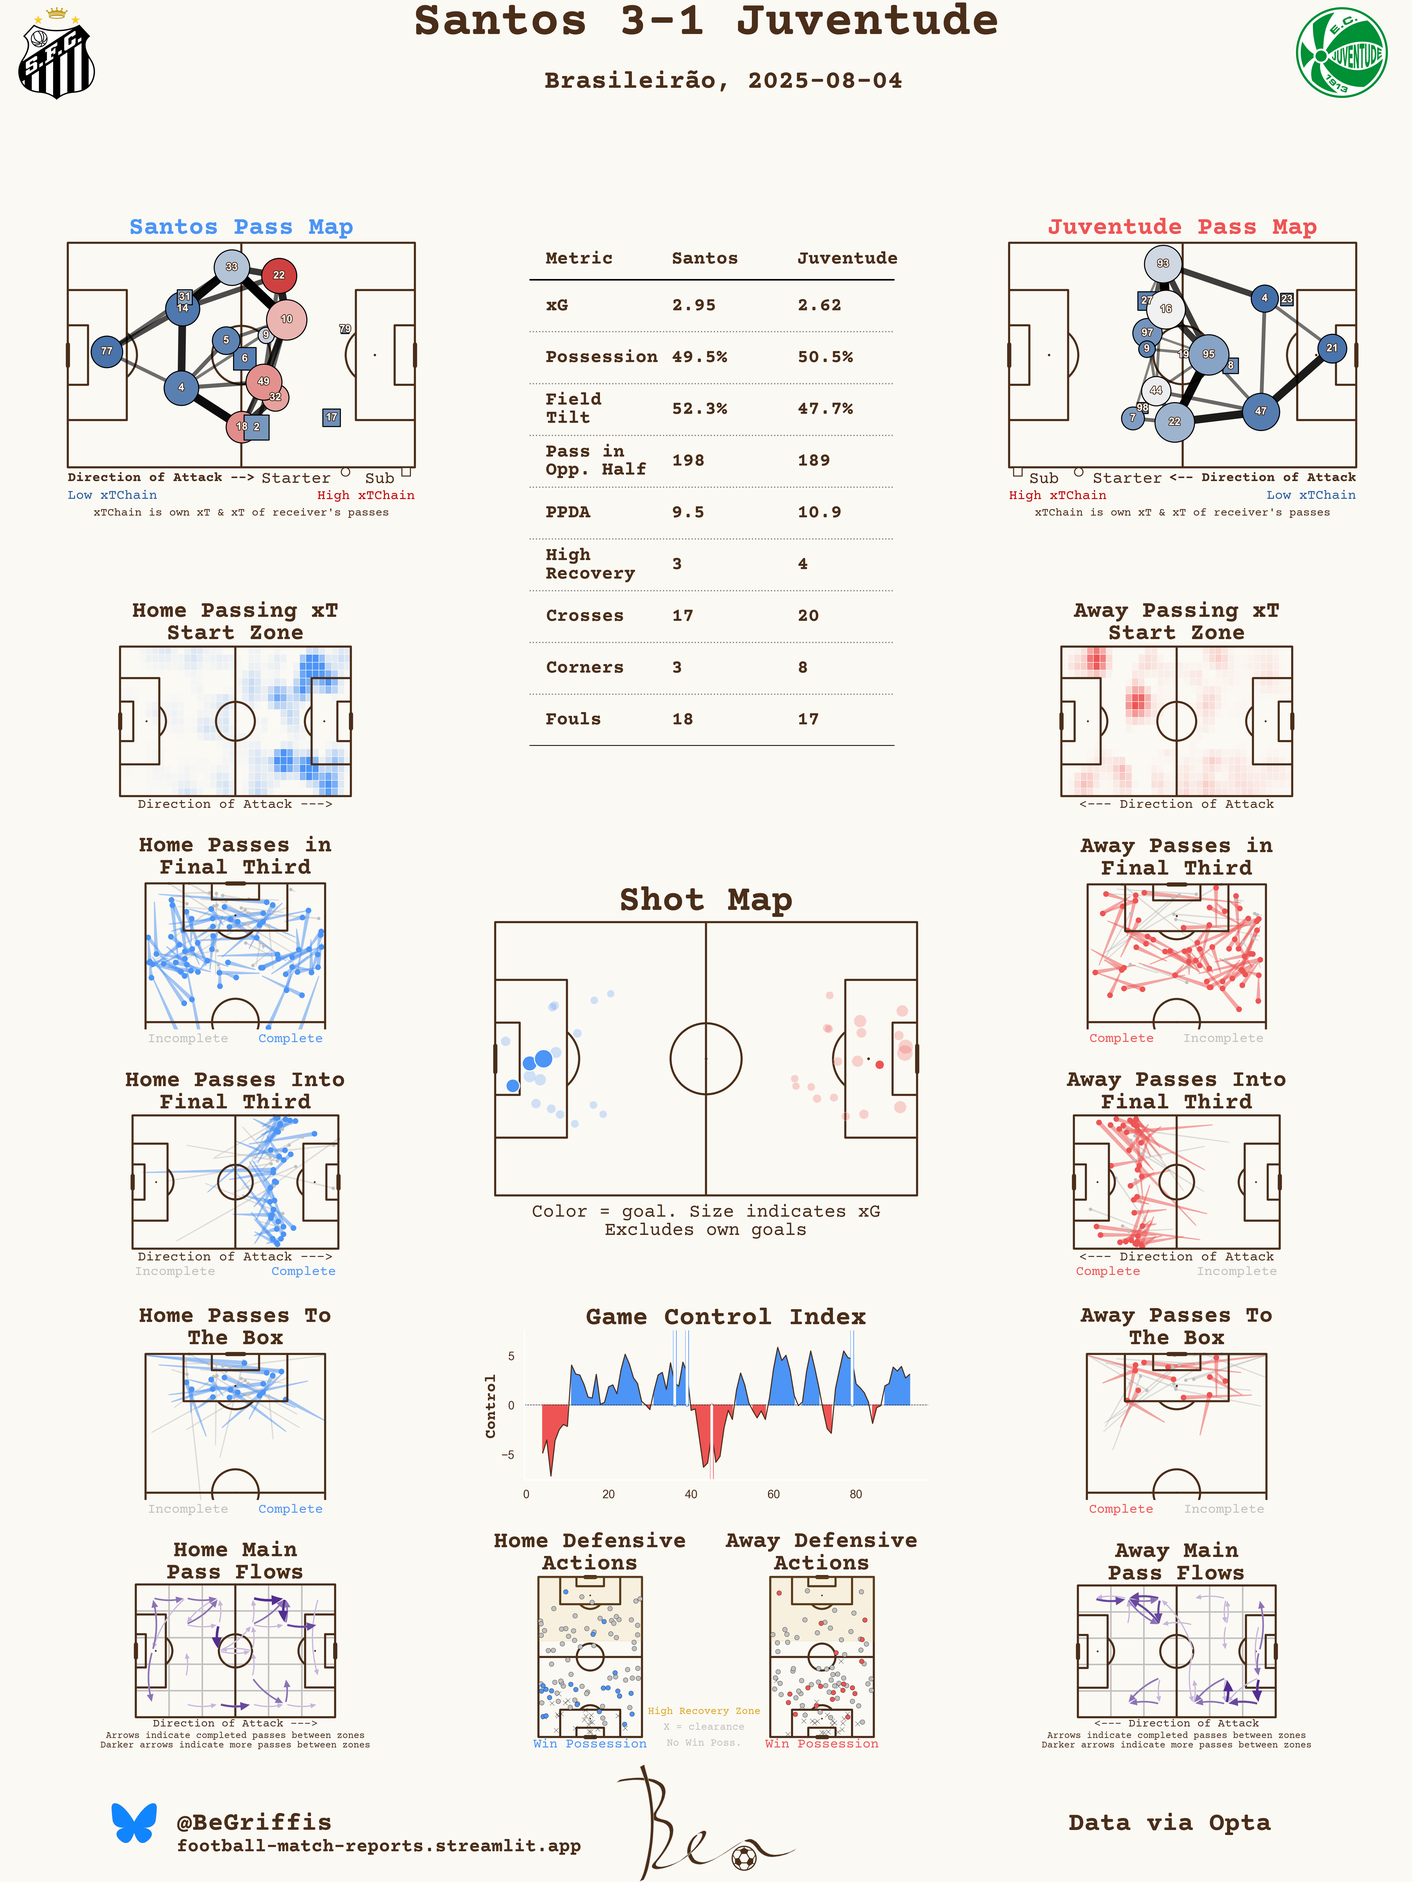 Santos 3-1 Juventude
Brasileirão, 2025-08-04
S.F.C.
E.C.
JUVENTUDE
1913
Santos Pass Map
33
22
31
14
10
79
5
9
6
77
4
49
32
18
2
17
Direction of Attack --> Starter Sub
Low xTChain High xTChain
xTChain is own xT & xT of receiver's passes
Metric Santos Juventude
xG 2.95 2.62
Possession 49.5% 50.5%
Field
Tilt 52.3% 47.7%
Pass in
Opp. Half 198 189
PPDA 9.5 10.9
High
Recovery 3 4
Crosses 17 20
Corners 3 8
Fouls 18 17
Juventude Pass Map
93
27
4
23
16
97
9
19
95
21
8
44
98
7
22
47
Sub Starter <-- Direction of Attack
High xTChain Low xTChain
xTChain is own xT & xT of receiver's passes
Home Passing xT
Start Zone
Direction of Attack --->
Away Passing xT
Start Zone
<--- Direction of Attack
Home Passes in
Final Third
Incomplete Complete
Away Passes in
Final Third
Complete Incomplete
Shot Map
Color = goal. Size indicates xG
Excludes own goals
Home Passes Into
Final Third
Direction of Attack --->
Incomplete Complete
Away Passes Into
Final Third
<--- Direction of Attack
Complete Incomplete
Home Passes To
The Box
Incomplete Complete
Game Control Index
Control
5
0
−5
0 20 40 60 80
Away Passes To
The Box
Complete Incomplete
Home Main
Pass Flows
Direction of Attack --->
Arrows indicate completed passes between zones
Darker arrows indicate more passes between zones
Home Defensive
Actions
Win Possession
Away Defensive
Actions
Win Possession
High Recovery Zone
X = clearance
No Win Poss.
Away Main
Pass Flows
<--- Direction of Attack
Arrows indicate completed passes between zones
Darker arrows indicate more passes between zones
@BeGriffis
football-match-reports.streamlit.app
Ben
Data via Opta